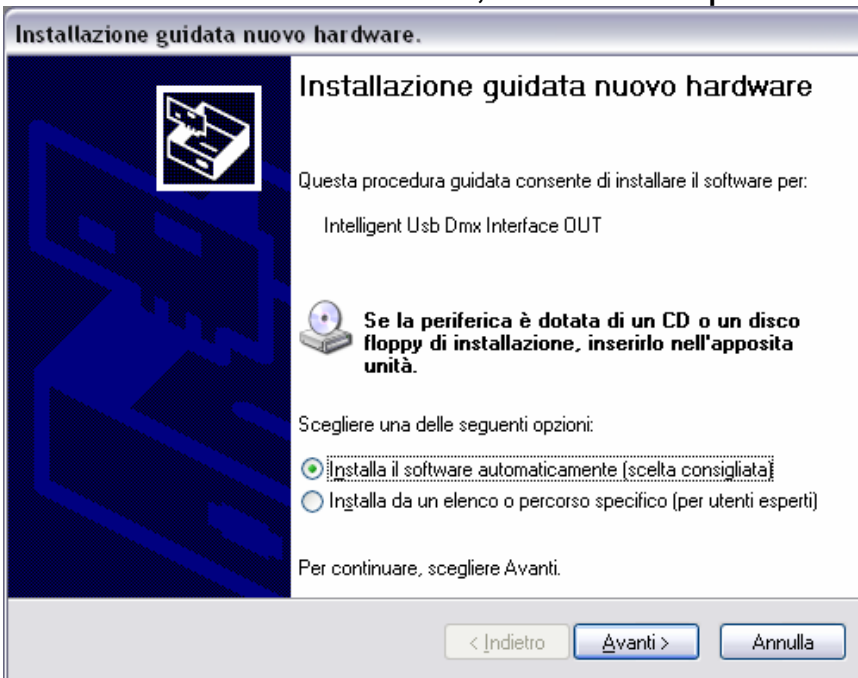 Installazione guidata nuovo hardware.
Installazione guidata nuovo hardware
Questa procedura guidata consente di installare il software per:
Intelligent Usb Dmx Interface OUT
Se la periferica è dotata di un CD o un disco
floppy di installazione, inserirlo nell'apposita
unità.
Scegliere una delle seguenti opzioni:
Installa il software automaticamente (scelta consigliata)
Installa da un elenco o percorso specifico (per utenti esperti)
Per continuare, scegliere Avanti.
< Indietro
Avanti >
Annulla